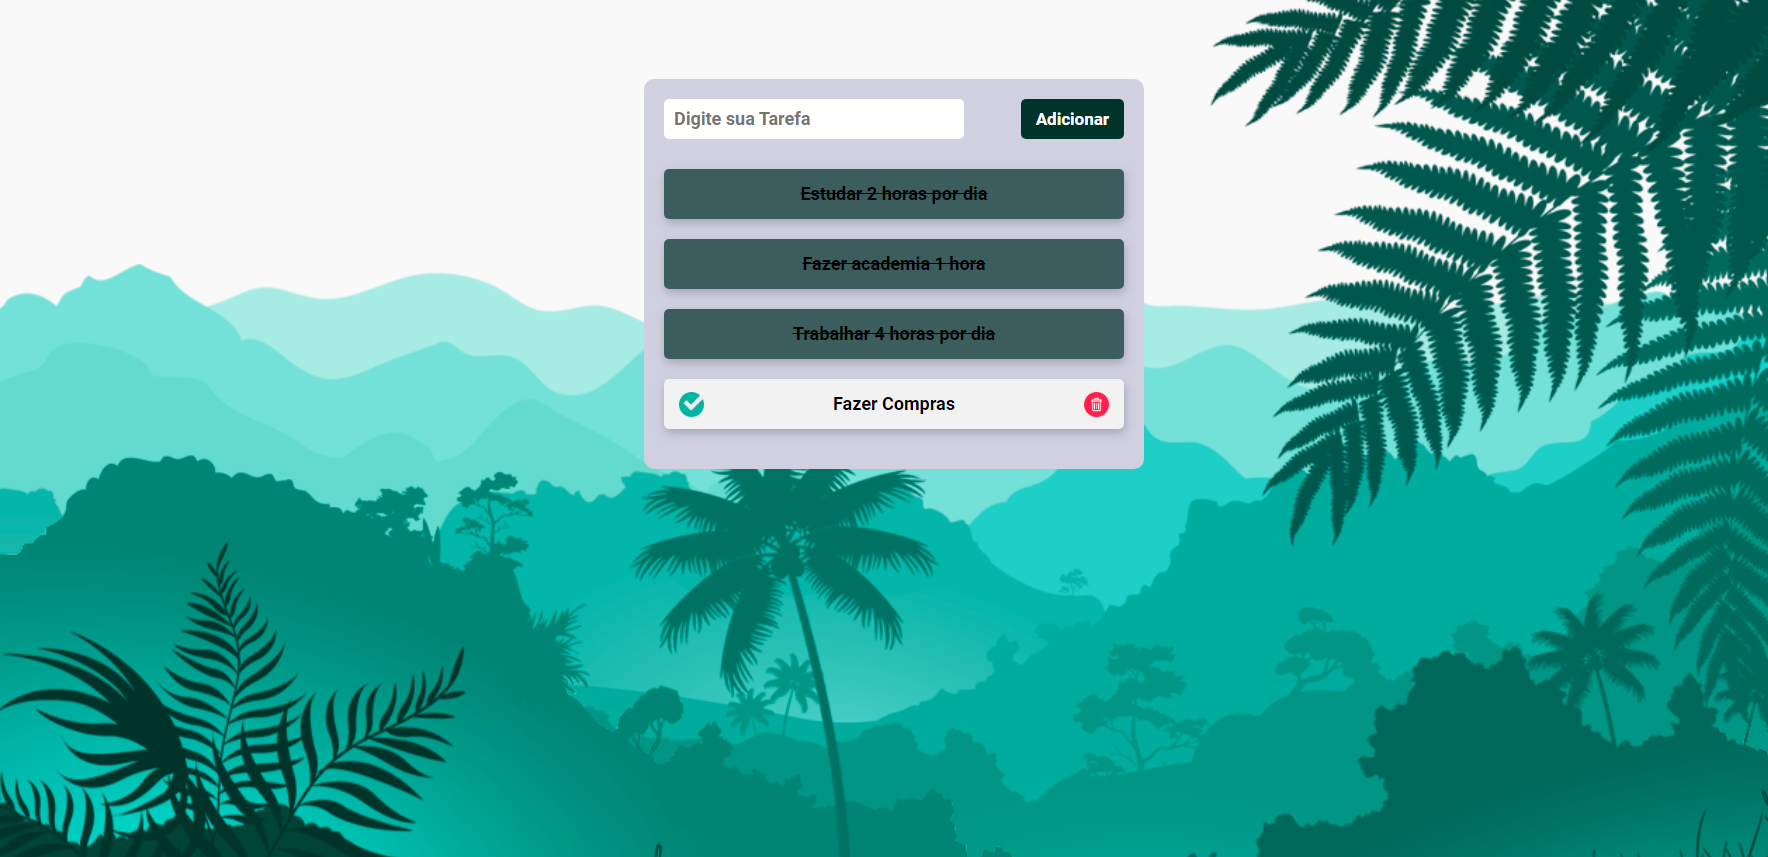 Digite sua Tarefa
Adicionar
Estudar 2 horas por dia
Fazer academia 1 hora
Trabalhar 4 horas por dia
Fazer Compras